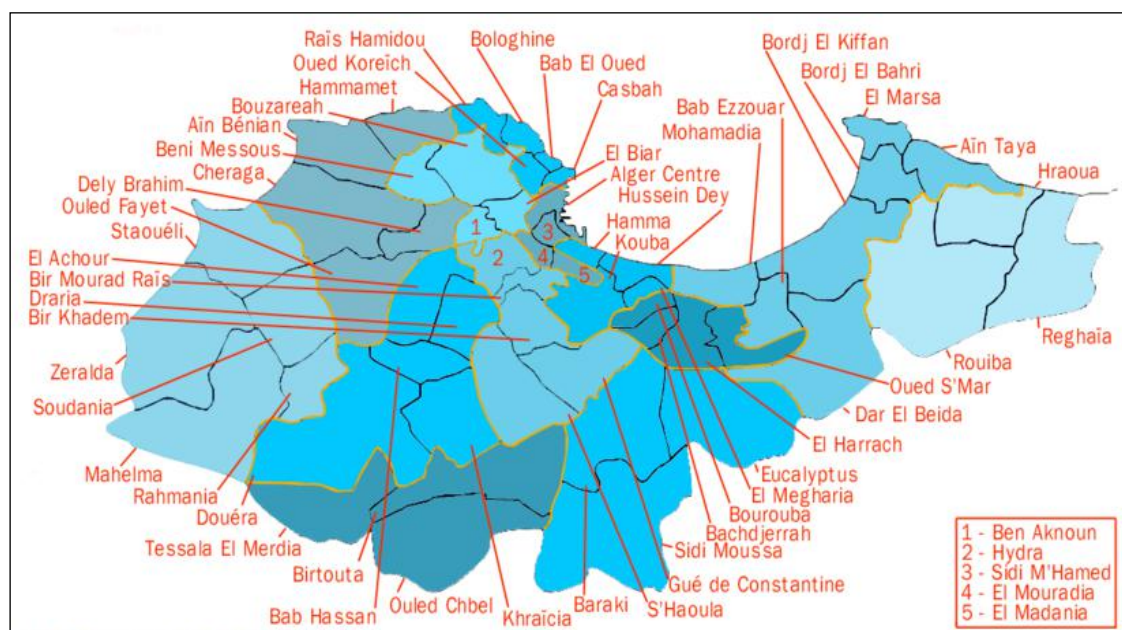 Raïs Hamidou
Oued Koreïch
Hammamet
Bouzareah
Aïn Bénian
Beni Messous
Cheraga
Dely Brahim
Ouled Fayet
Staouéli
El Achour
Bir Mourad Raïs
Draria
Bir Khadem
Zeralda
Soudania
Mahelma
Rahmania
Douéra
Tessala El Merdia
Birtouta
Bab Hassan
Ouled Chbel
Khraïcia
Baraki
S'Haoula
Gué de Constantine
Sidi Moussa
Bachdjerrah
Bourouba
El Megharia
Eucalyptus
El Harrach
Dar El Beida
Oued S'Mar
Rouiba
Reghaïa
Hraoua
Aïn Taya
El Marsa
Bordj El Bahri
Bordj El Kiffan
Bab Ezzouar
Mohamadia
Bologhine
Bab El Oued
Casbah
El Biar
Alger Centre
Hussein Dey
Hamma
Kouba
1
2
3
4
5
1 - Ben Aknoun
2 - Hydra
3 - Sidi M'Hamed
4 - El Mouradia
5 - El Madania